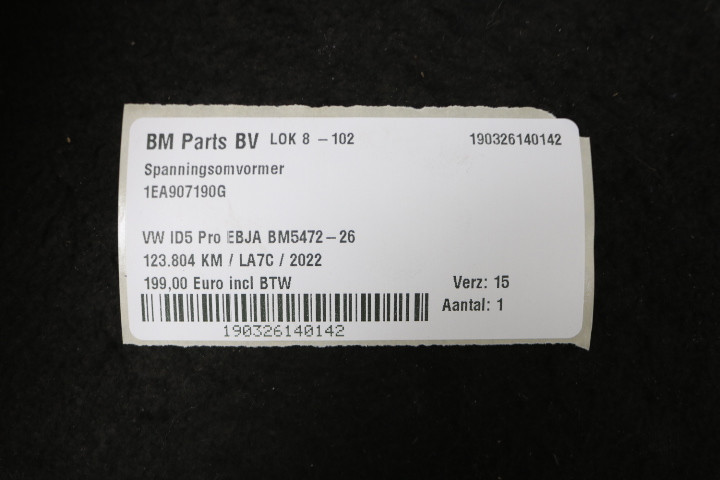 BM Parts BV LOK 8 - 102 190326140142
Spanningsomvormer
1EA907190G
VW ID5 Pro EBJA BM5472-26
123.804 KM / LA7C / 2022
199,00 Euro incl BTW Verz: 15
Aantal: 1
190326140142